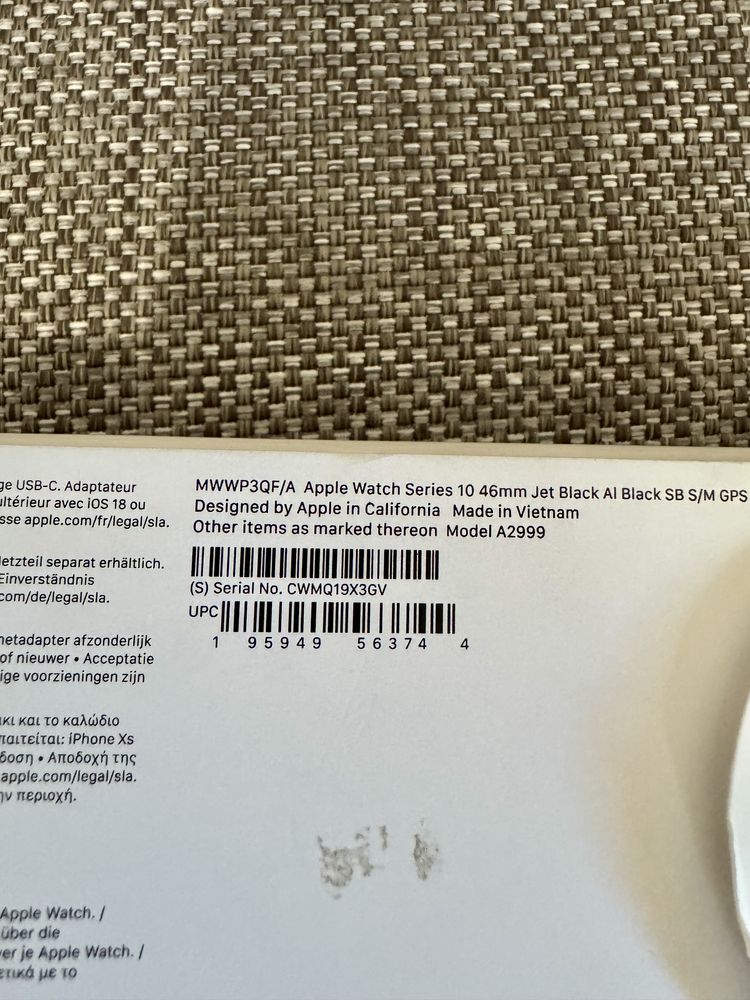 ge USB-C. Adaptateur
ultérieur avec iOS 18 ou
sse apple.com/fr/legal/sla.
letzteil separat erhältlich.
Einverständnis
com/de/legal/sla.
netadapter afzonderlijk
of nieuwer • Acceptatie
ige voorzieningen zijn
κι και το καλώδιο
παιτείται: iPhone Xs
δοση • Αποδοχή της
apple.com/legal/sla.
ην περιοχή.
Apple Watch. /
über die
er je Apple Watch. /
ετικά με το
MWWP3QF/A Apple Watch Series 10 46mm Jet Black Al Black SB S/M GPS
Designed by Apple in California Made in Vietnam
Other items as marked thereon Model A2999
(S) Serial No. CWMQ19X3GV
UPC
1 95949 56374 4